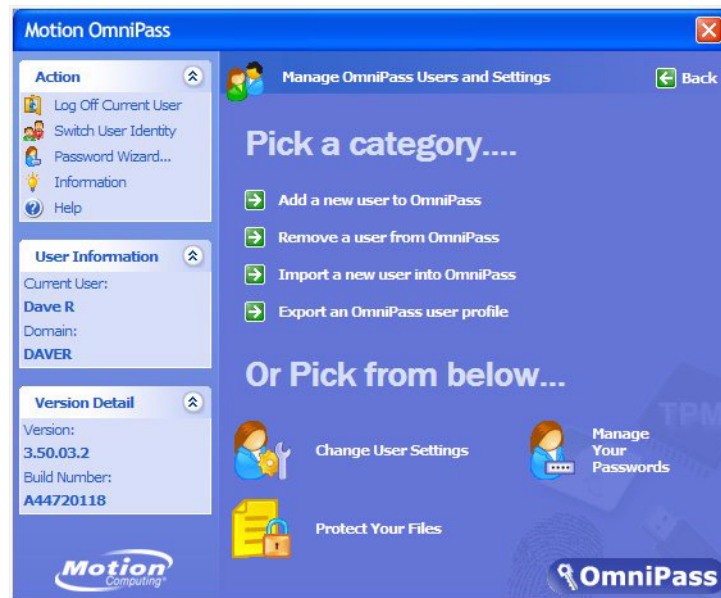 Motion OmniPass
Action
Log Off Current User
Switch User Identity
Password Wizard...
Information
Help
User Information
Current User:
Dave R
Domain:
DAVER
Version Detail
Version:
3.50.03.2
Build Number:
A44720118
Motion
Computing®
Manage OmniPass Users and Settings
Back
Pick a category....
Add a new user to OmniPass
Remove a user from OmniPass
Import a new user into OmniPass
Export an OmniPass user profile
Or Pick from below...
TPM
Change User Settings
Manage
Your
Passwords
Protect Your Files
OmniPass